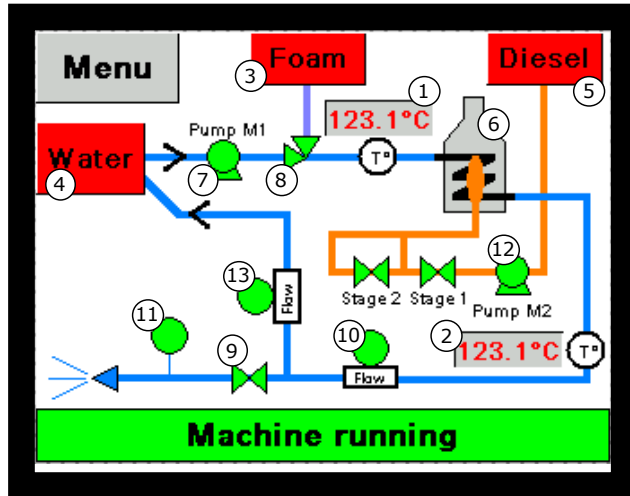 Menu
Foam
Diesel
3
1
5
123.1°C
6
Pump M1
Water
T°
4
7
8
12
13
Flow
Stage 2
Stage 1
Pump M2
11
10
9
2
123.1°C
T°
Flow
Machine running